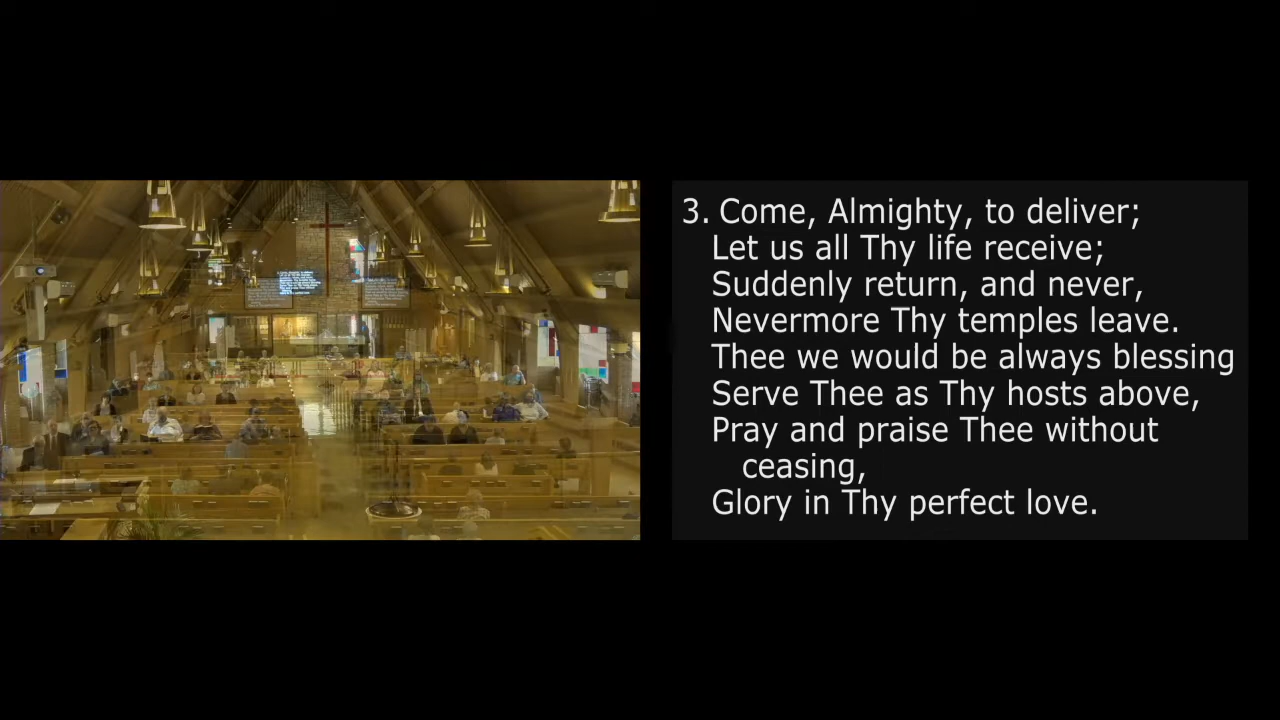 3. Come, Almighty, to deliver;
Let us all Thy life receive;
Suddenly return, and never,
Nevermore Thy temples leave.
Thee we would be always blessing
Serve Thee as Thy hosts above,
Pray and praise Thee without
ceasing,
Glory in Thy perfect love.